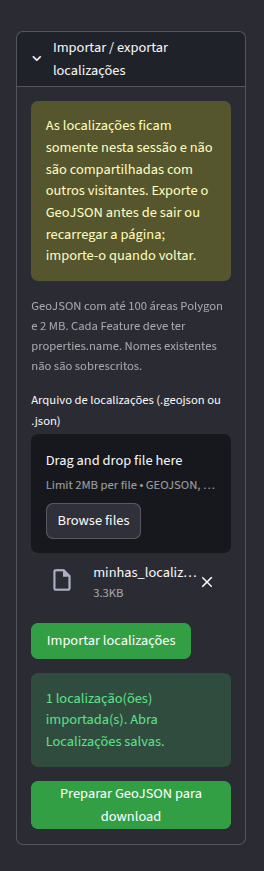 Importar / exportar
localizações
As localizações ficam
somente nesta sessão e não
são compartilhadas com
outros visitantes. Exporte o
GeoJSON antes de sair ou
recarregar a página;
importe-o quando voltar.
GeoJSON com até 100 áreas Polygon
e 2 MB. Cada Feature deve ter
properties.name. Nomes existentes
não são sobrescritos.
Arquivo de localizações (.geojson ou
.json)
Drag and drop file here
Limit 2MB per file • GEOJSON, …
Browse files
minhas_localiz…
3.3KB
Importar localizações
1 localização(ões)
importada(s). Abra
Localizações salvas.
Preparar GeoJSON para
download